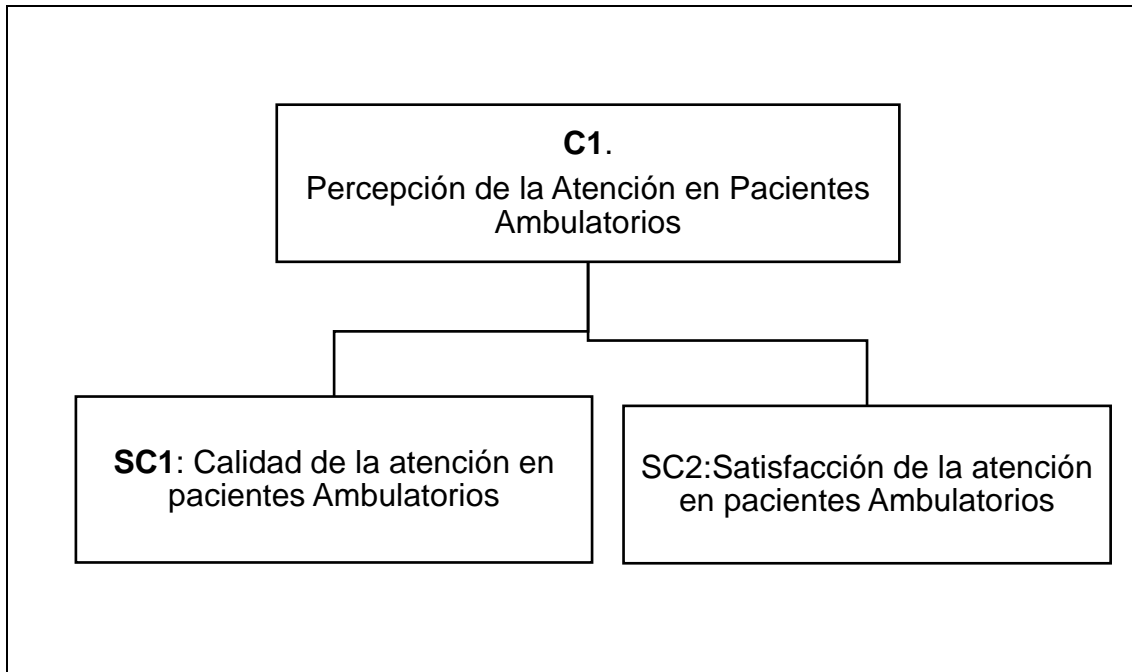 C1.
Percepción de la Atención en Pacientes
Ambulatorios
SC1: Calidad de la atención en
pacientes Ambulatorios
SC2:Satisfacción de la atención
en pacientes Ambulatorios